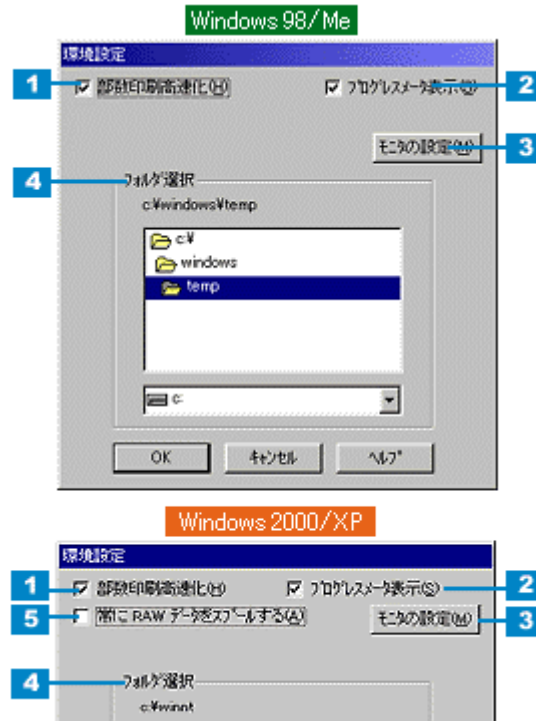 Windows 98/Me
環境設定
1
部数印刷高速化(H)
プログレスメータ表示(S)
2
モニタの設定(M)
3
4
フォルダ選択
c:¥windows¥temp
c:¥
windows
temp
c:
OK
キャンセル
ヘルプ
Windows 2000/XP
環境設定
1
部数印刷高速化(H)
プログレスメータ表示(S)
2
5
常に RAW データをスプールする(A)
モニタの設定(M)
3
4
フォルダ選択
c:¥winnt